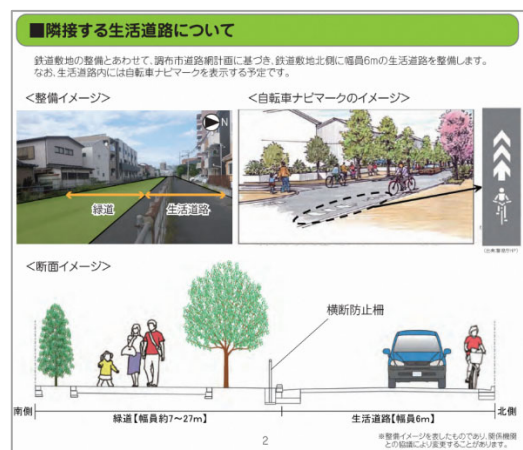 ■隣接する生活道路について
鉄道敷地の整備とあわせて、調布市道路網計画に基づき、鉄道敷地北側に幅員6mの生活道路を整備します。
なお、生活道路内には自転車ナビマークを表示する予定です。
＜整備イメージ＞
＜自転車ナビマークのイメージ＞
N
緑道
生活道路
＜断面イメージ＞
横断防止柵
南側
緑道【幅員約7～27m】
生活道路【幅員6m】
北側
2
※整備イメージを表したものであり、関係機関
との協議により変更することがあります。